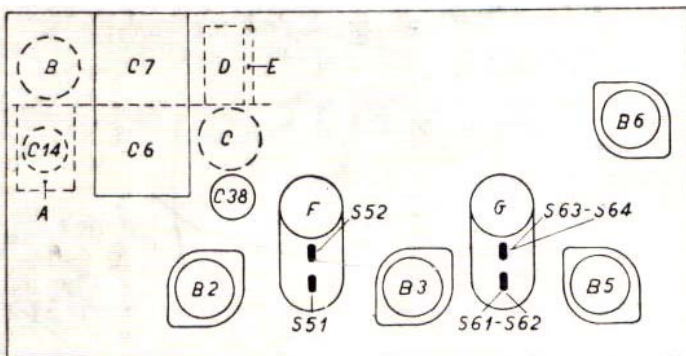 B C7 D E
C14 C6 C
B6
A C38 F S52 G S63-S64
B2 B3 B5
S51 S61-S62